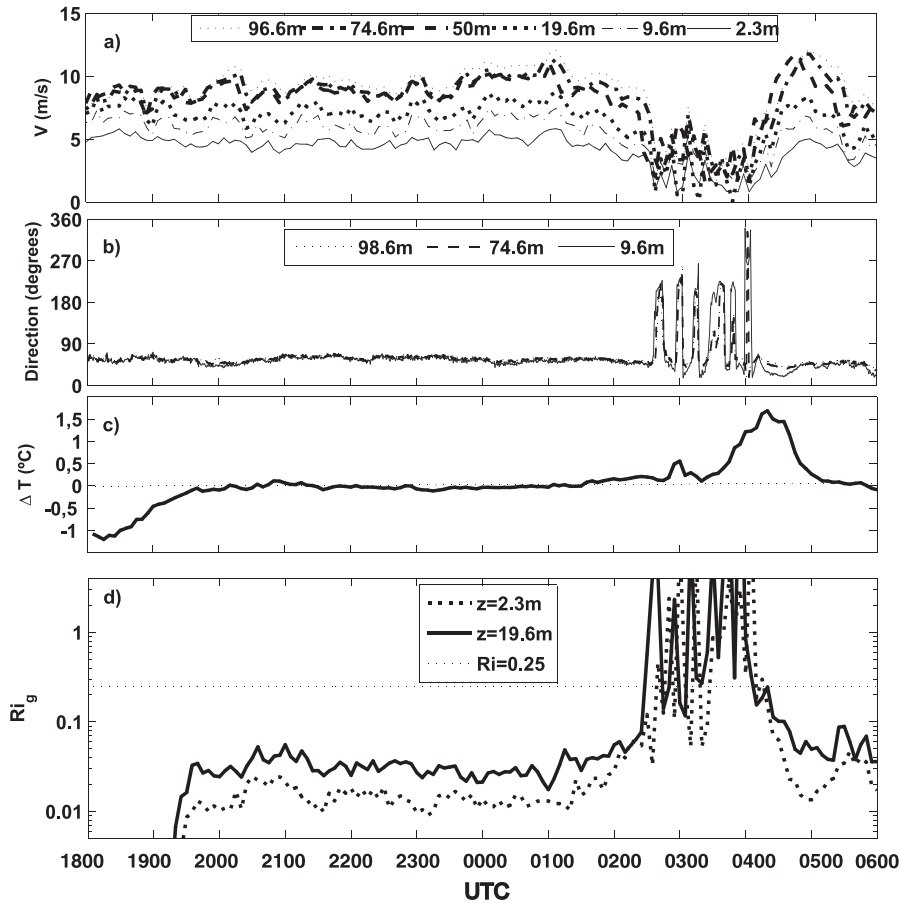 15
10
5
0
V (m/s)
a)
96.6m 74.6m 50m 19.6m 9.6m 2.3m
360
270
180
90
0
Direction (degrees)
b)
98.6m 74.6m 9.6m
1,5
1
0,5
0
-0,5
-1
Δ T (ºC)
c)
1
0.1
0.01
Ri_g
d)
z=2.3m
z=19.6m
Ri=0.25
1800 1900 2000 2100 2200 2300 0000 0100 0200 0300 0400 0500 0600
UTC